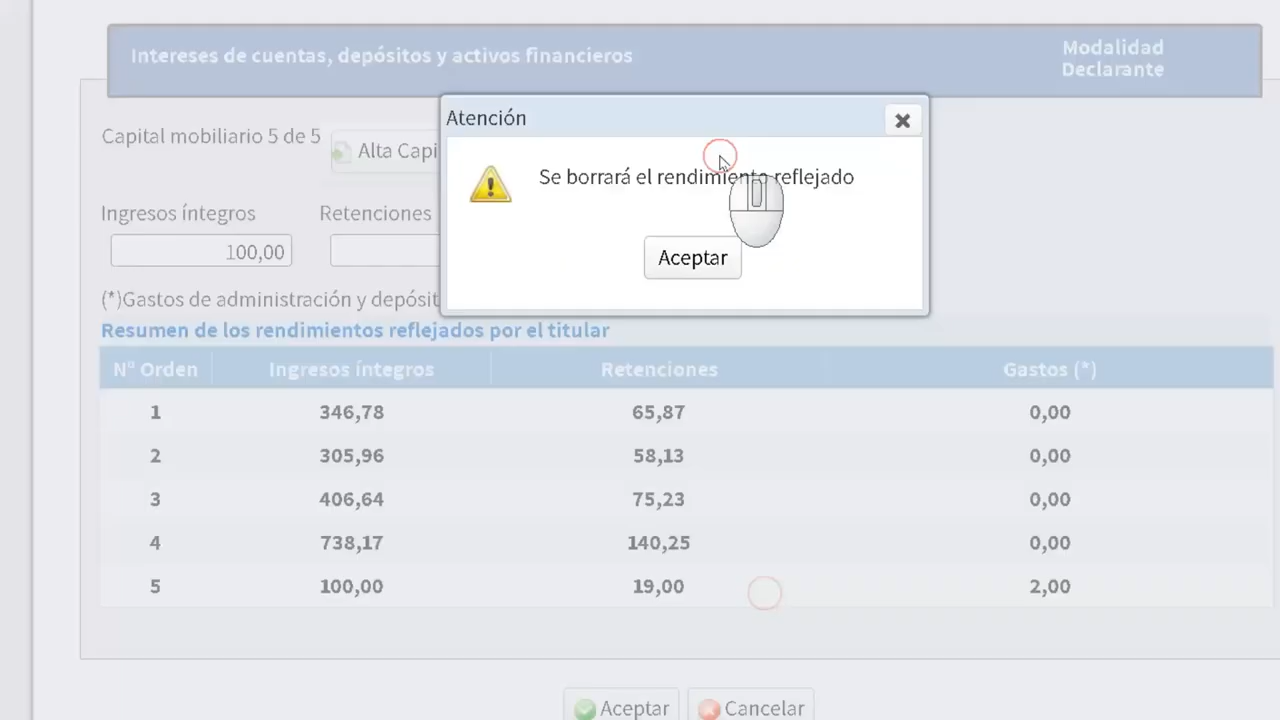 Intereses de cuentas, depósitos y activos financieros
Modalidad
Declarante
Atención
Se borrará el rendimiento reflejado
Aceptar
Capital mobiliario 5 de 5
Alta Capi
Ingresos íntegros Retenciones
100,00
(*)Gastos de administración y depósit
Resumen de los rendimientos reflejados por el titular
Nº Orden Ingresos íntegros Retenciones Gastos (*)
1 346,78 65,87 0,00
2 305,96 58,13 0,00
3 406,64 75,23 0,00
4 738,17 140,25 0,00
5 100,00 19,00 2,00
Aceptar Cancelar